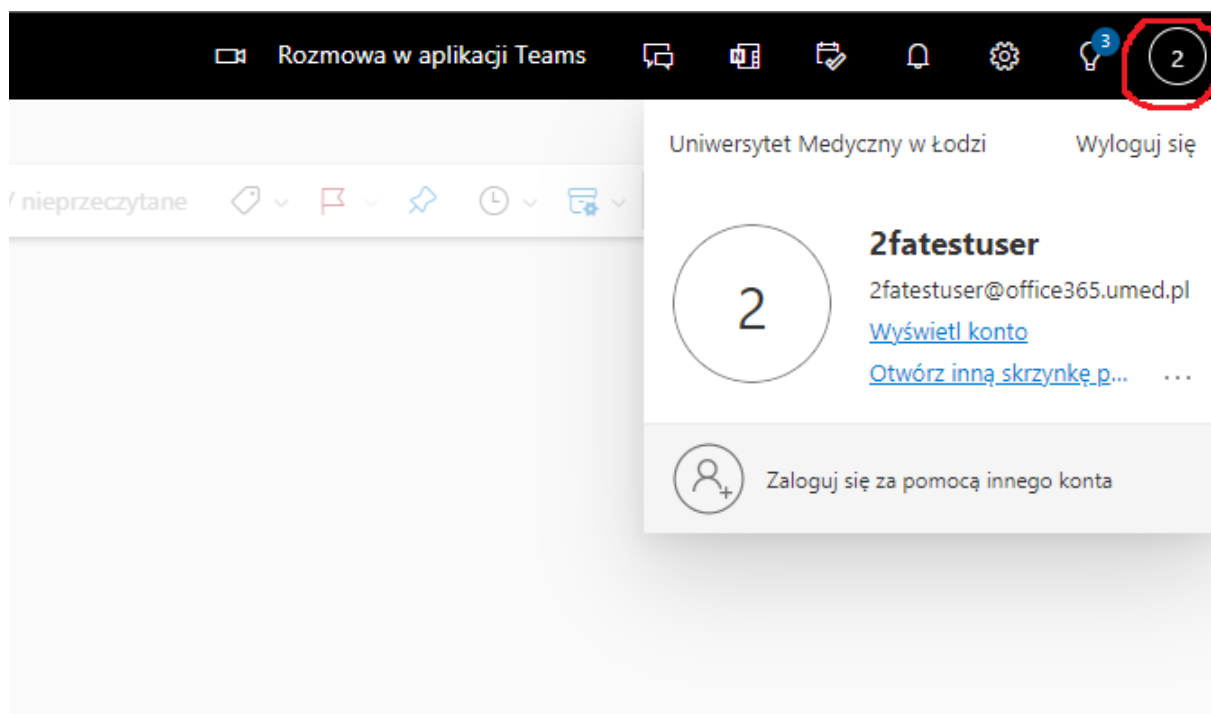 Rozmowa w aplikacji Teams
3
2
Uniwersytet Medyczny w Łodzi
Wyloguj się
/ nieprzeczytane
2
2fatestuser
2fatestuser@office365.umed.pl
Wyświetl konto
Otwórz inną skrzynkę p...
...
Zaloguj się za pomocą innego konta